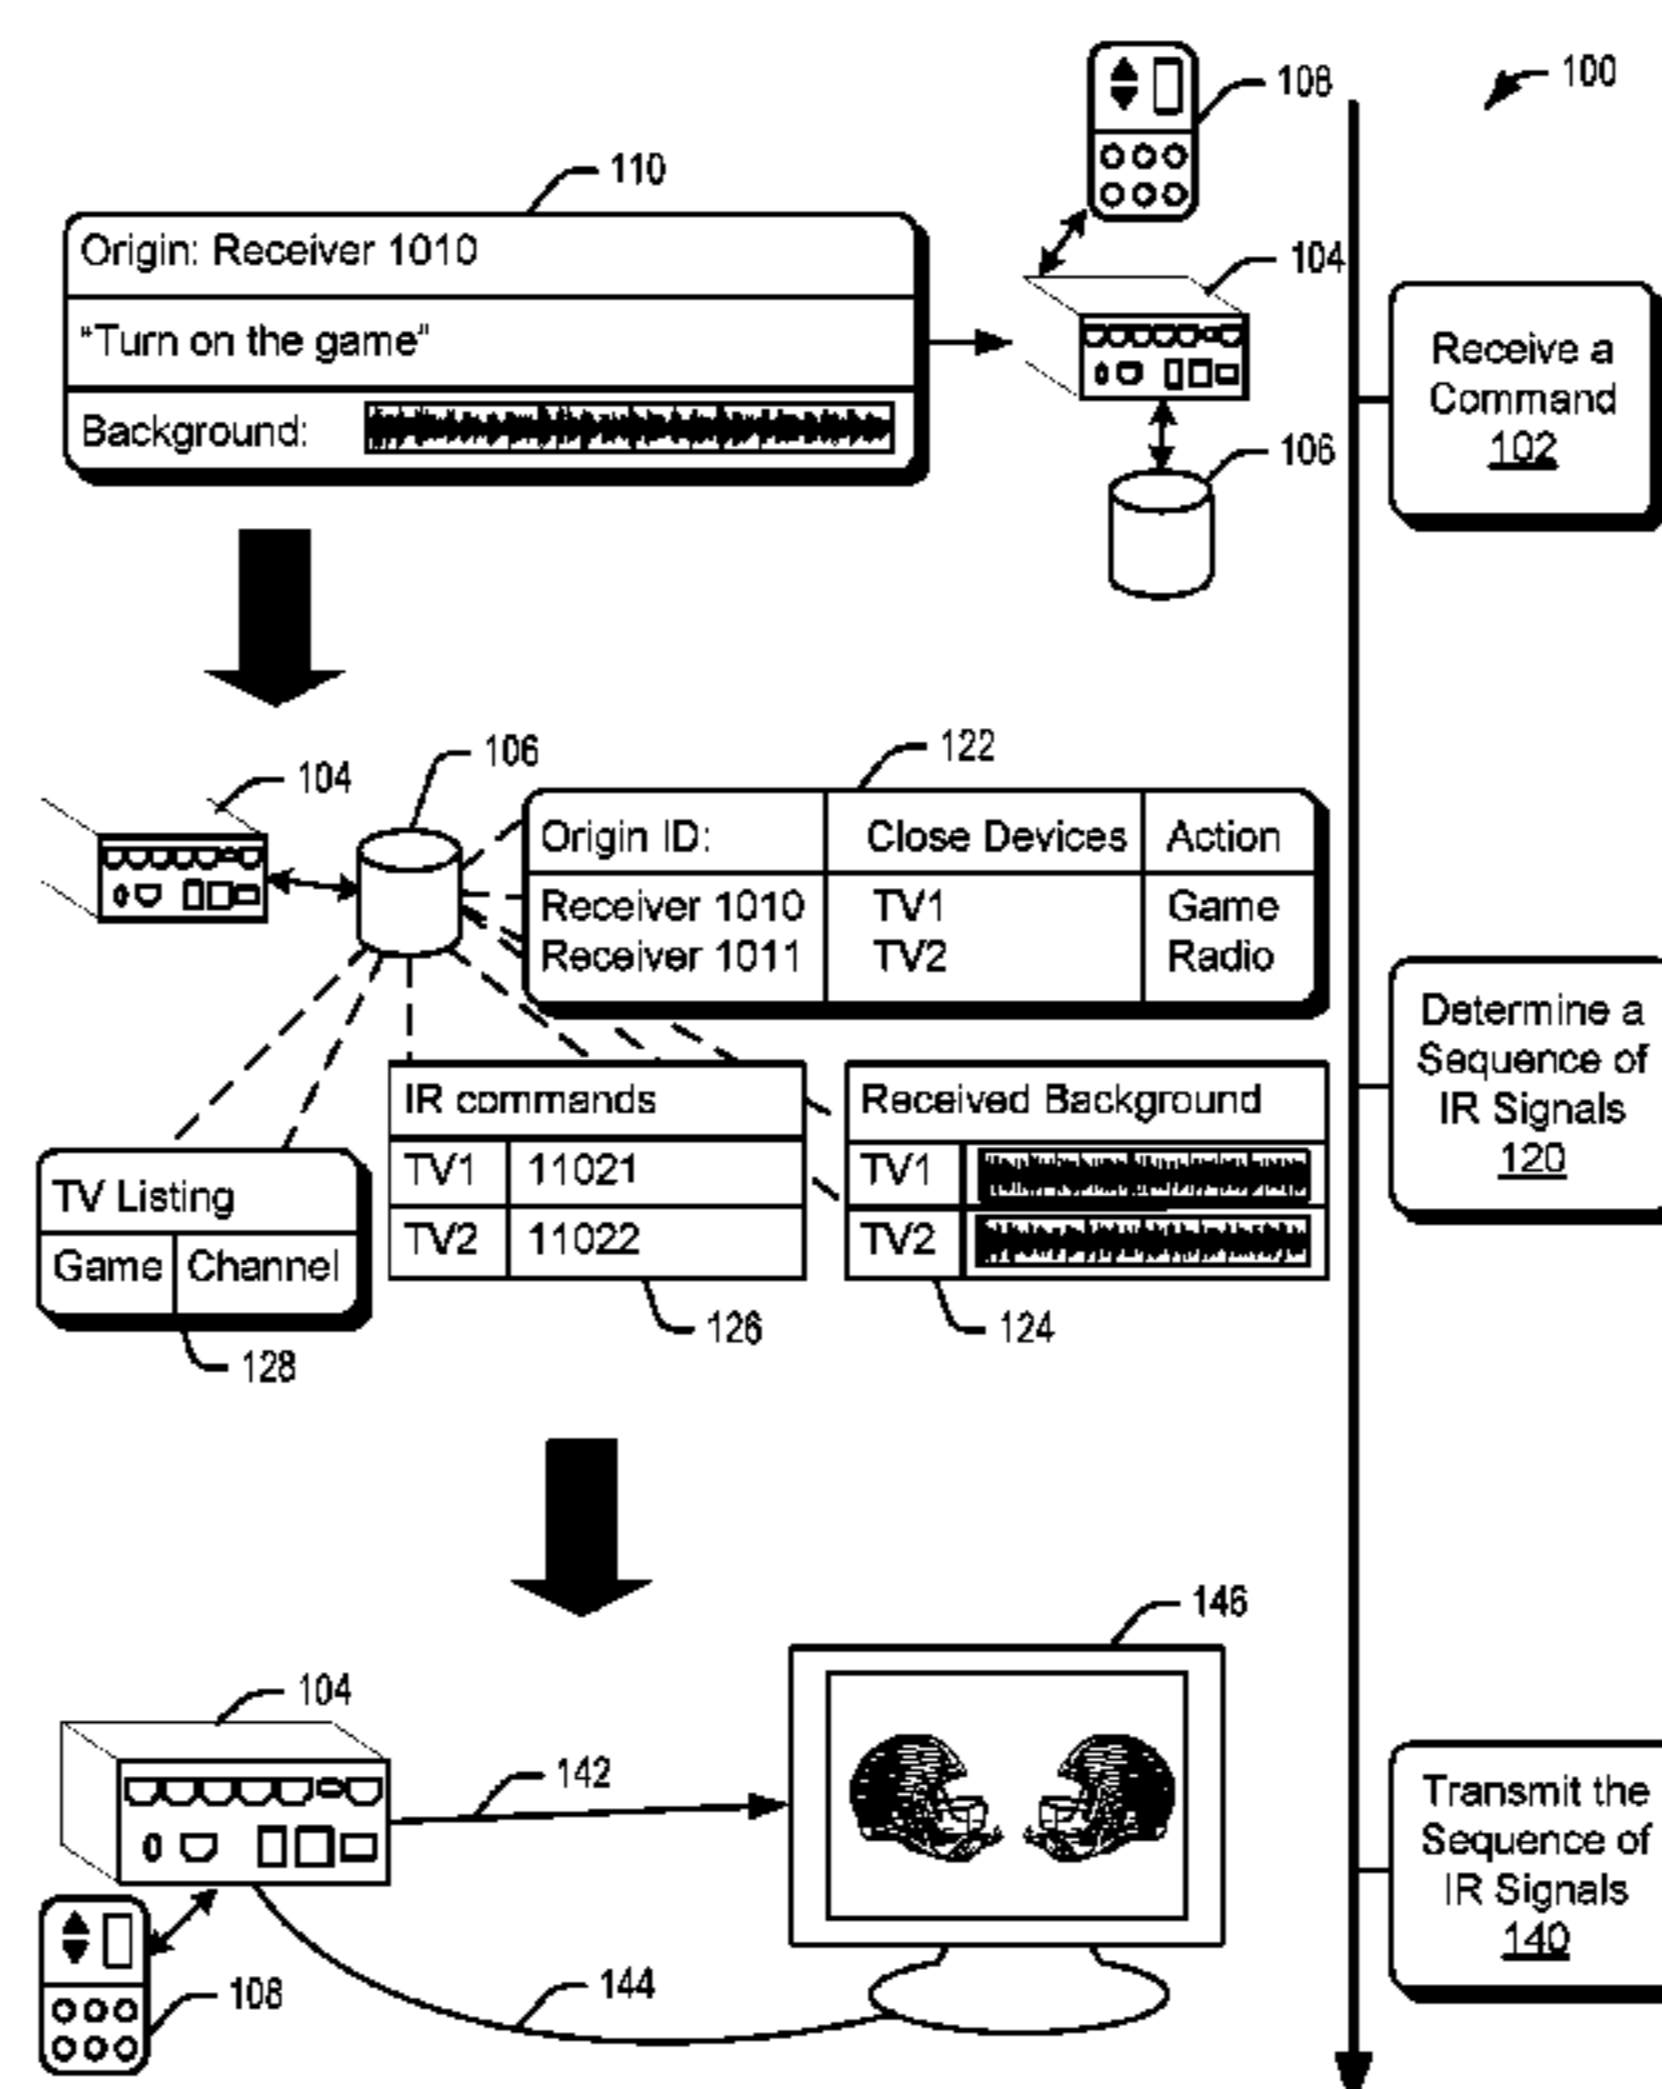 100
108
110
Origin: Receiver 1010
"Turn on the game"
Background:
104
106
Receive a
Command
102
104
106
122
Origin ID: Close Devices Action
Receiver 1010 TV1 Game
Receiver 1011 TV2 Radio
IR commands
TV1 11021
TV2 11022
Received Background
TV1
TV2
TV Listing
Game Channel
126
124
128
Determine a
Sequence of
IR Signals
120
146
104
142
144
108
Transmit the
Sequence of
IR Signals
140